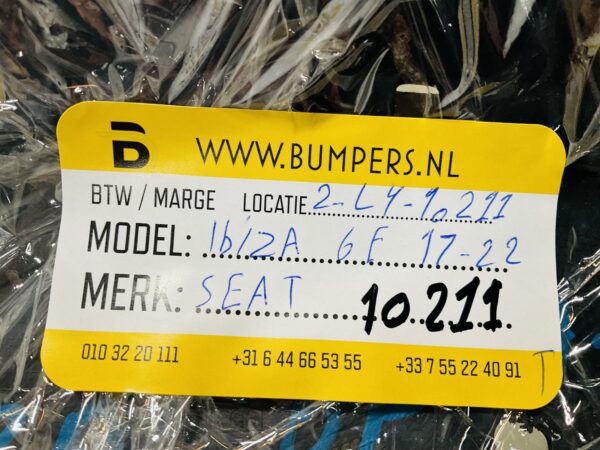 B WWW.BUMPERS.NL
BTW / MARGE LOCATIE 2-L4-10.211
MODEL: IbiZA 6F 17-22
MERK: SEAT 10.211
010 32 20 111 +31 6 44 66 53 55 +33 7 55 22 40 91 T